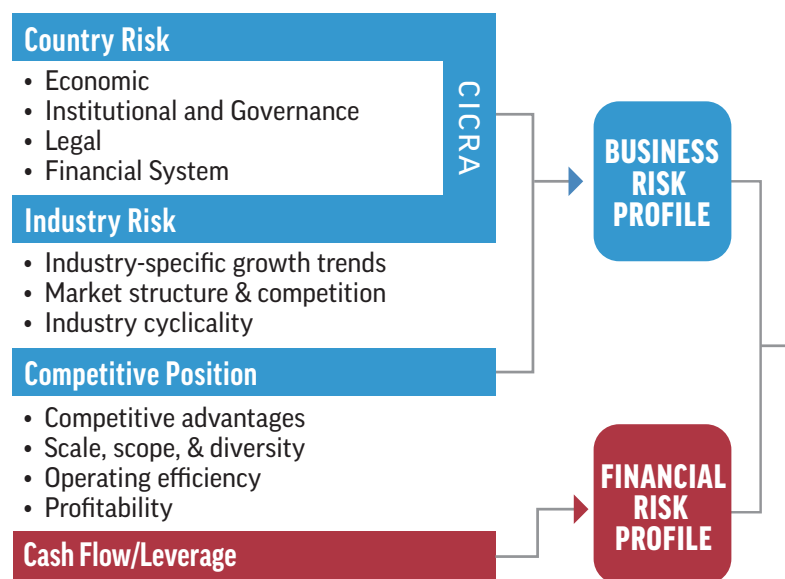 Country Risk
• Economic
• Institutional and Governance
• Legal
• Financial System
CICRA
Industry Risk
• Industry-specific growth trends
• Market structure & competition
• Industry cyclicality
Competitive Position
• Competitive advantages
• Scale, scope, & diversity
• Operating efficiency
• Profitability
Cash Flow/Leverage
BUSINESS
RISK
PROFILE
FINANCIAL
RISK
PROFILE